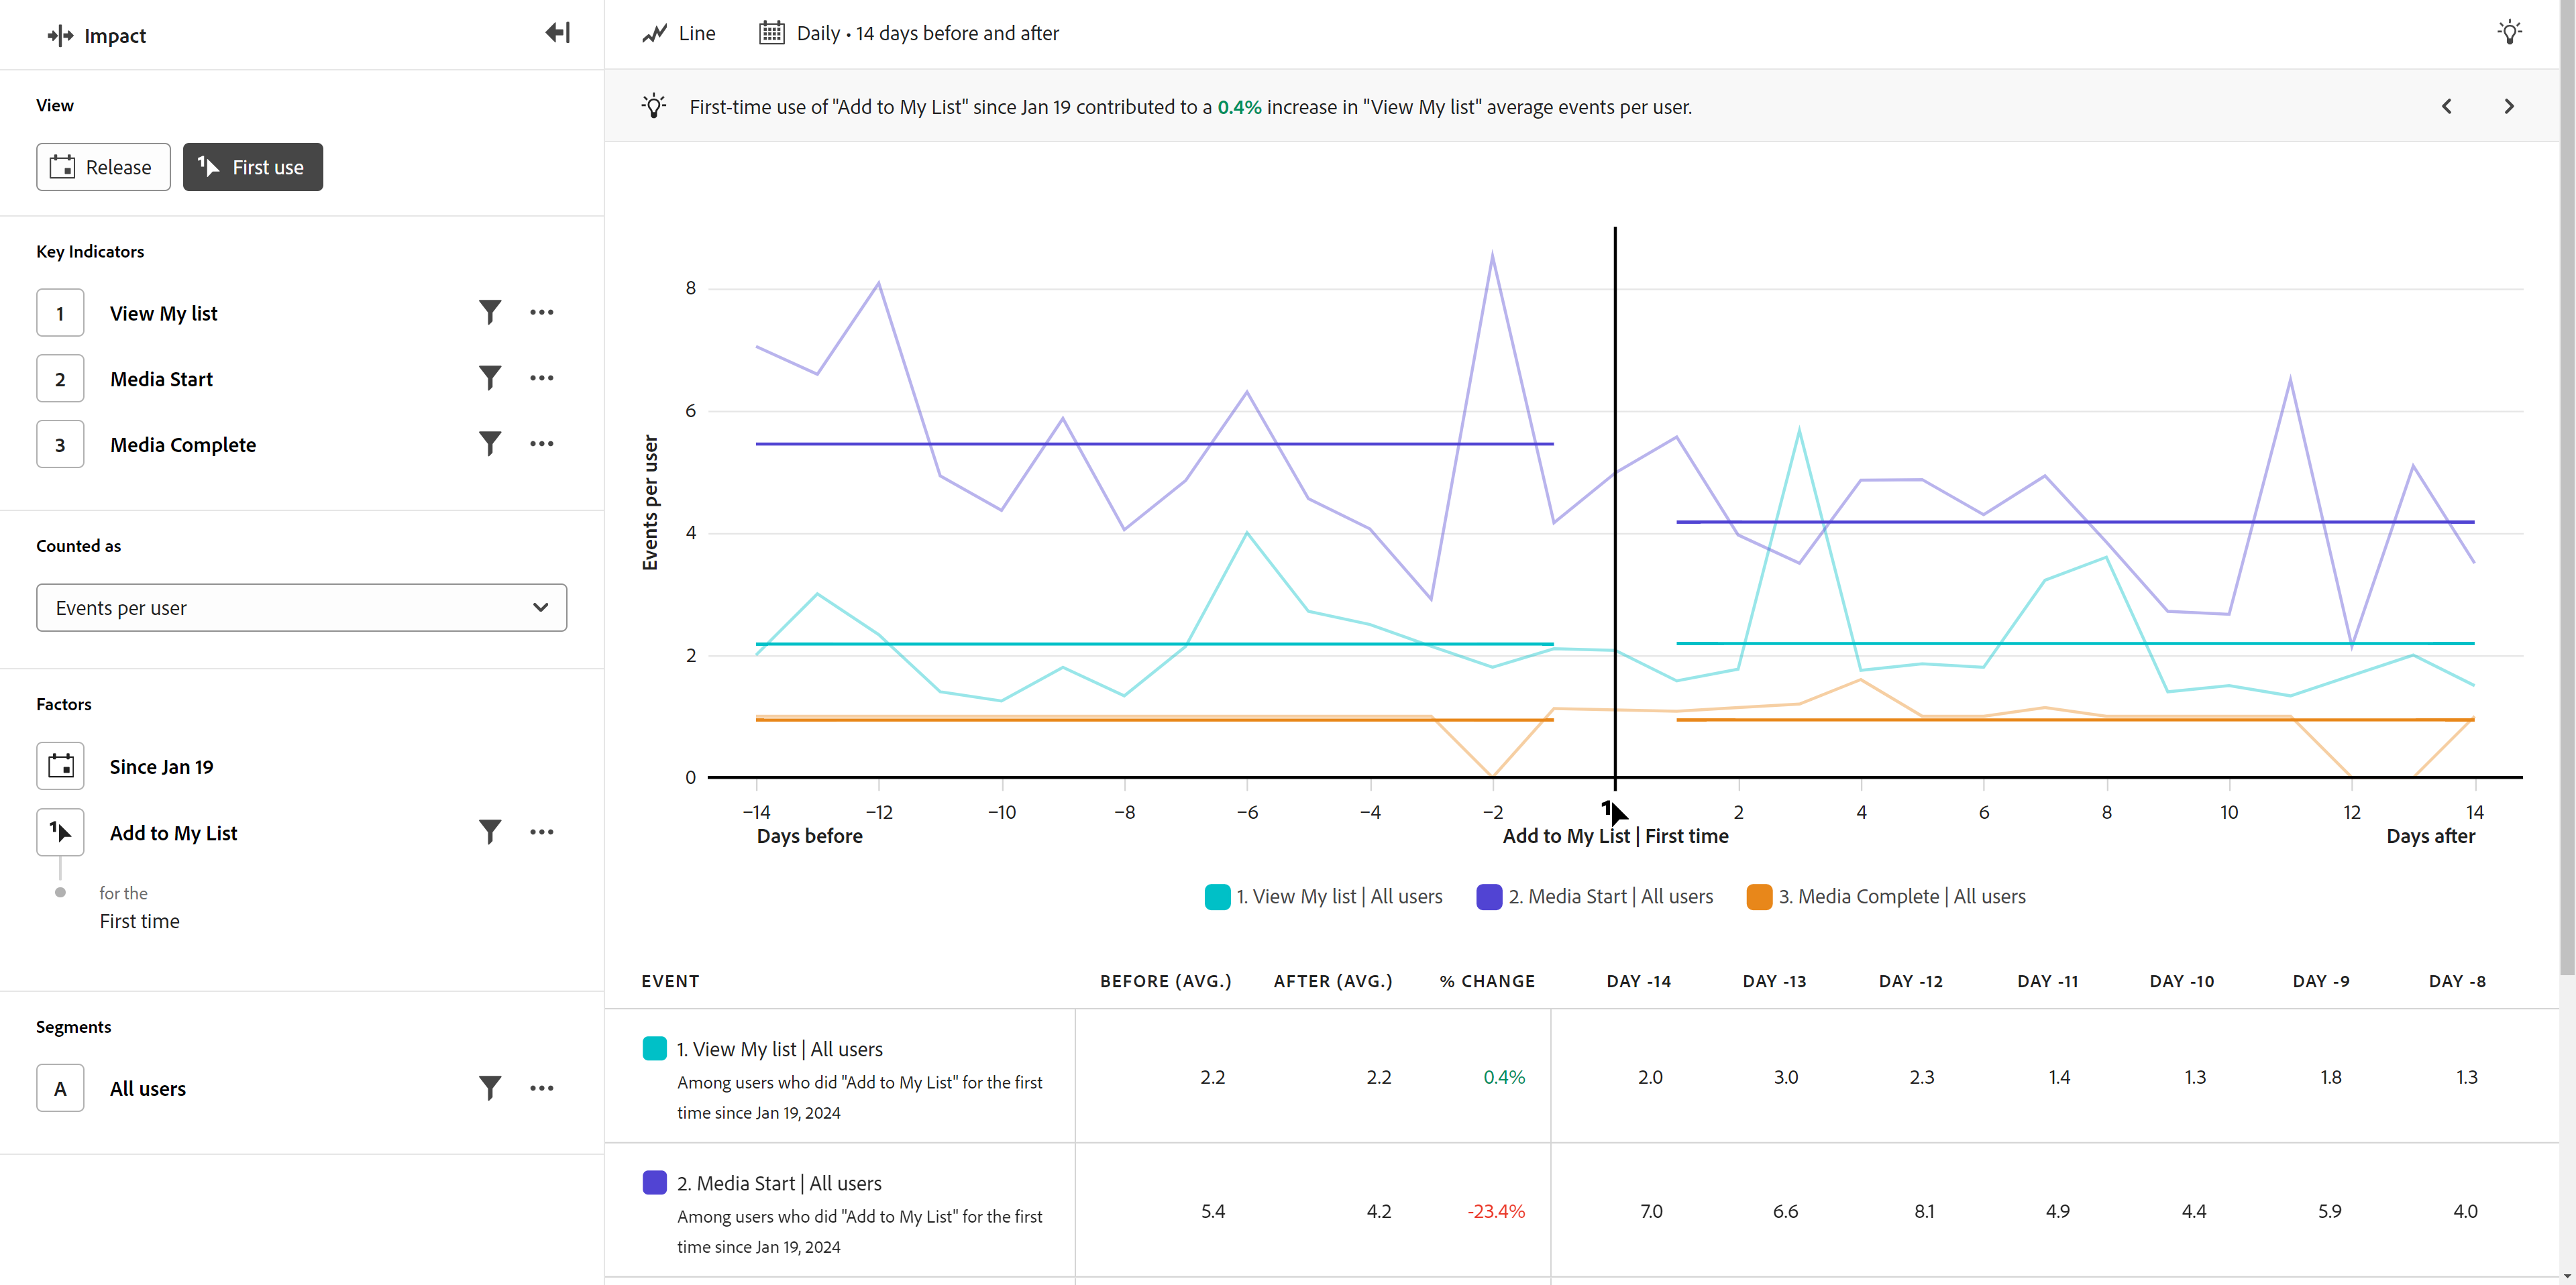 Impact
View
Release
First use
Key Indicators
1 View My list
2 Media Start
3 Media Complete
Counted as
Events per user
Factors
Since Jan 19
Add to My List
for the
First time
Segments
A All users
Line Daily • 14 days before and after
First-time use of "Add to My List" since Jan 19 contributed to a 0.4% increase in "View My list" average events per user.
Events per user
8
6
4
2
0
−14 −12 −10 −8 −6 −4 −2 1 2 4 6 8 10 12 14
Days before Add to My List | First time Days after
1. View My list | All users 2. Media Start | All users 3. Media Complete | All users
EVENT BEFORE (AVG.) AFTER (AVG.) % CHANGE DAY -14 DAY -13 DAY -12 DAY -11 DAY -10 DAY -9 DAY -8
1. View My list | All users
Among users who did "Add to My List" for the first
time since Jan 19, 2024
2.2 2.2 0.4% 2.0 3.0 2.3 1.4 1.3 1.8 1.3
2. Media Start | All users
Among users who did "Add to My List" for the first
time since Jan 19, 2024
5.4 4.2 -23.4% 7.0 6.6 8.1 4.9 4.4 5.9 4.0